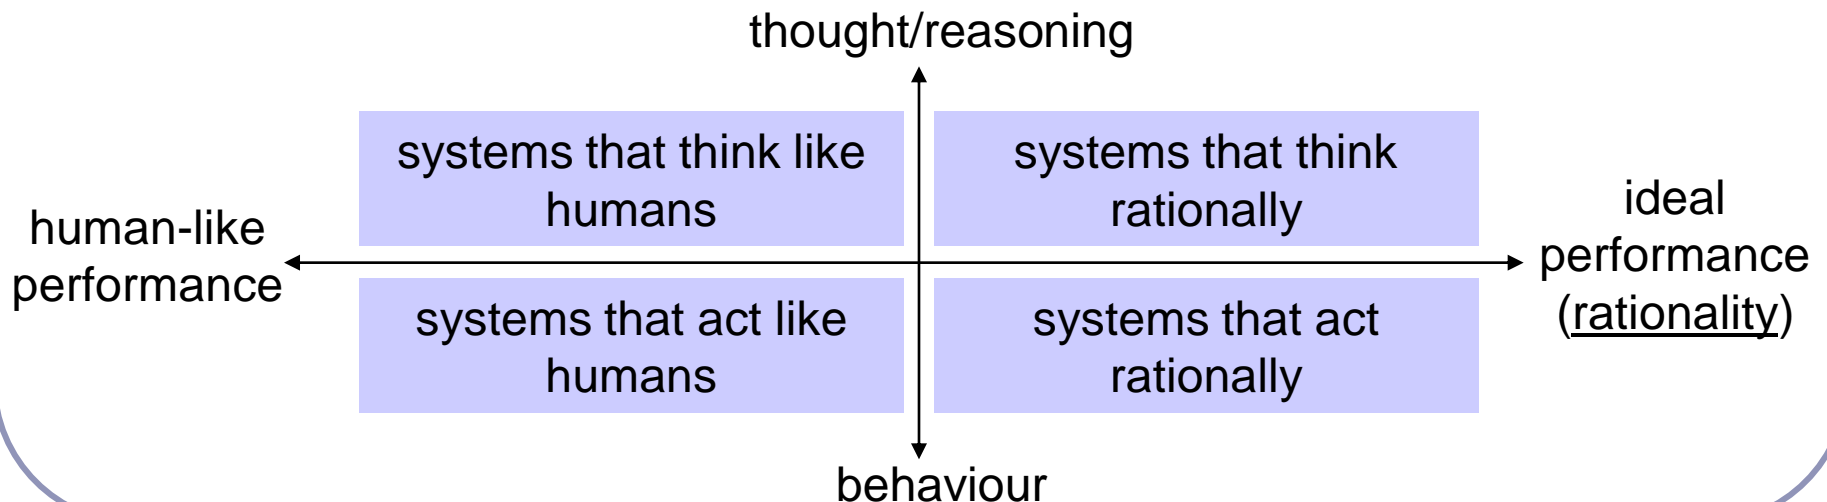 thought/reasoning
systems that think like
humans
systems that think
rationally
human-like
performance
ideal
performance
(rationality)
systems that act like
humans
systems that act
rationally
behaviour